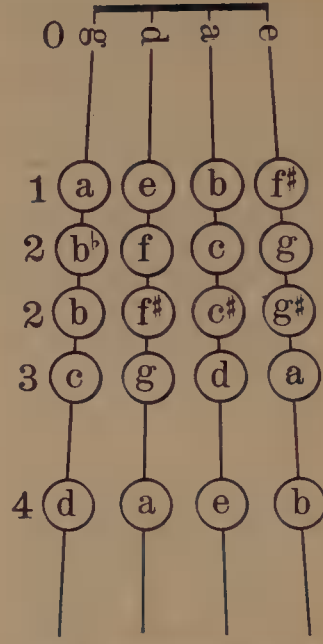 0 g d a e
1 a e b f♯
2 b♭ f c g
2 b f♯ c♯ g♯
3 c g d a
4 d a e b